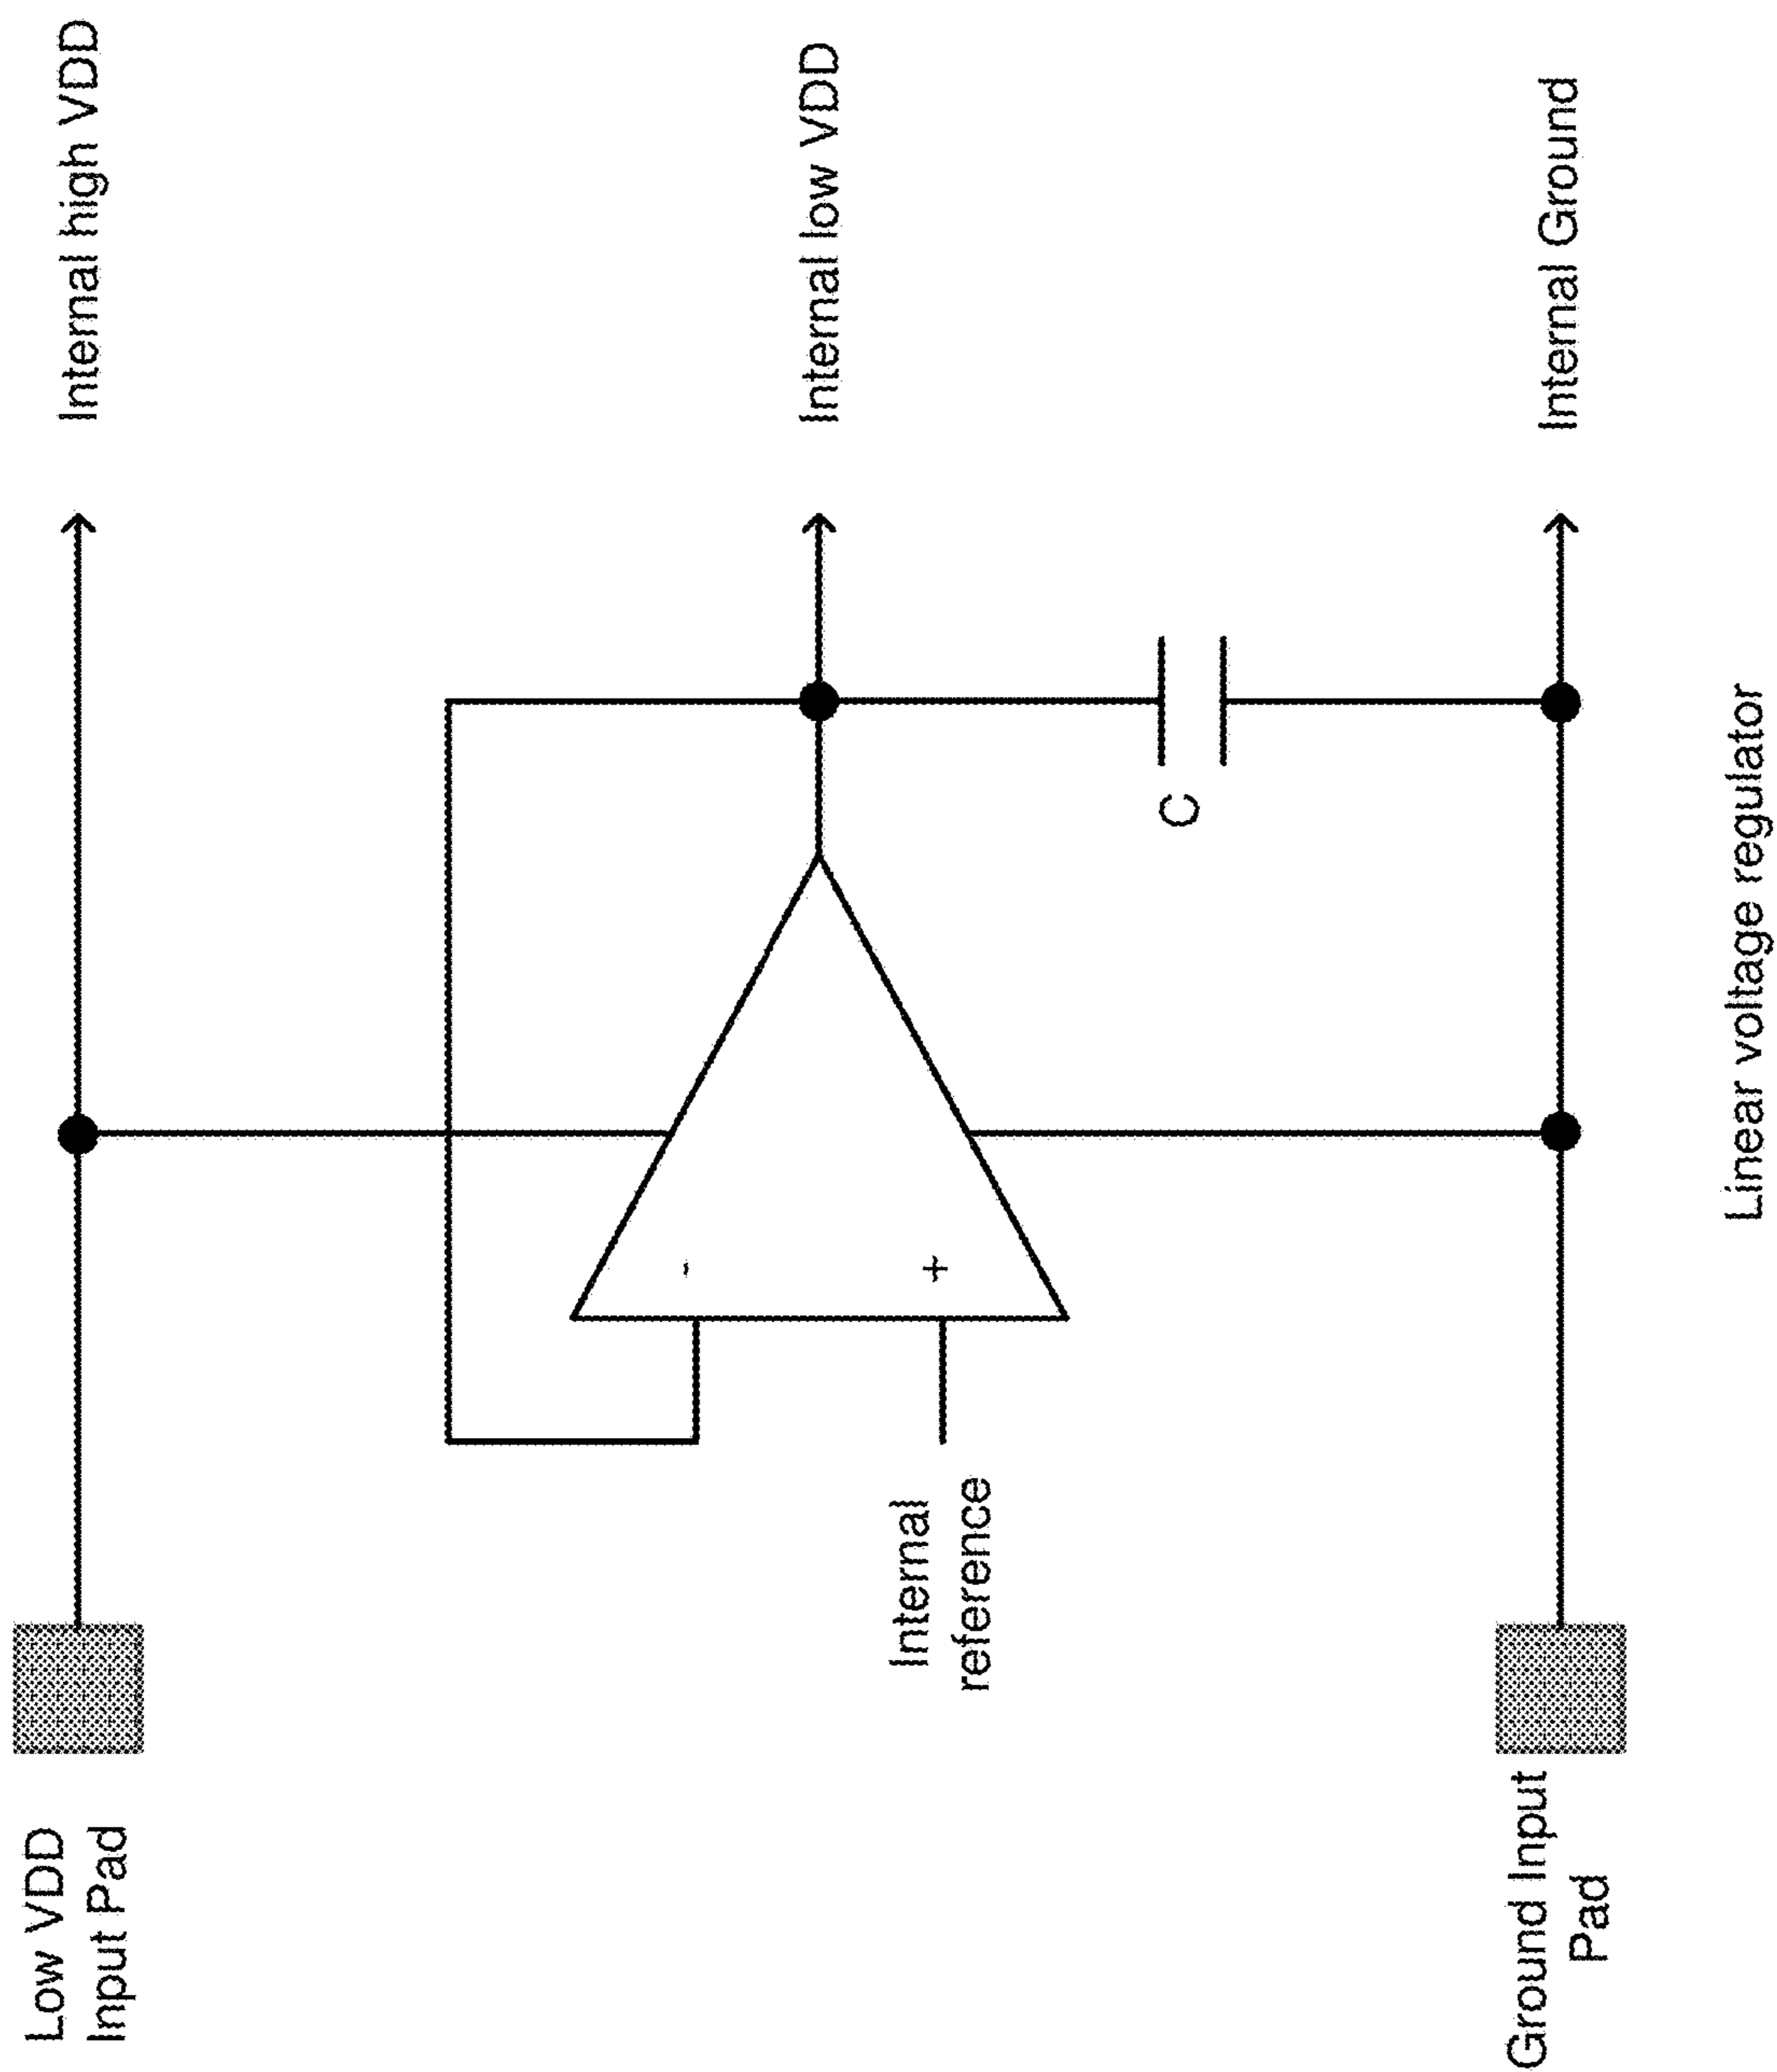 Low VDD
Input Pad
Internal high VDD
-
+
Internal
reference
Internal low VDD
C
Ground Input
Pad
Internal Ground
Linear voltage regulator